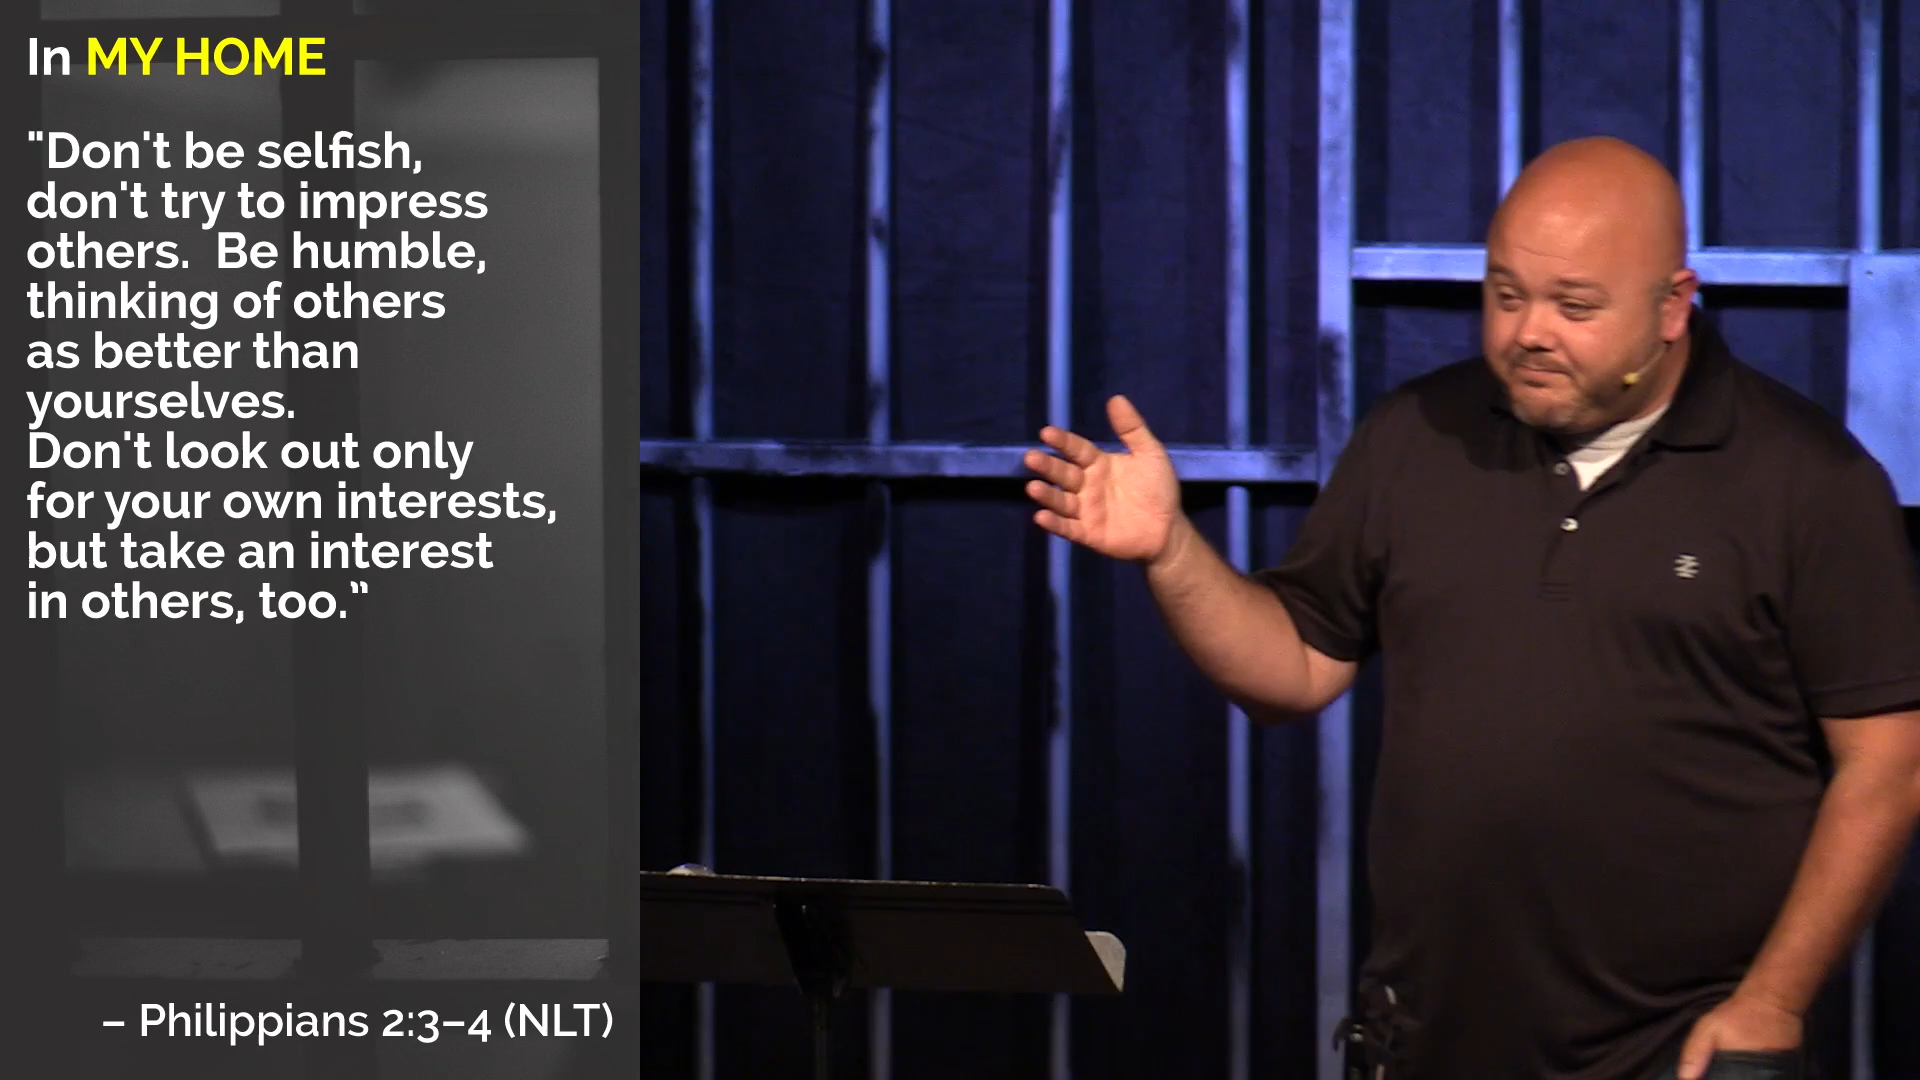 In MY HOME
"Don't be selfish,
don't try to impress
others.  Be humble,
thinking of others
as better than
yourselves.
Don't look out only
for your own interests,
but take an interest
in others, too.”
– Philippians 2:3–4 (NLT)